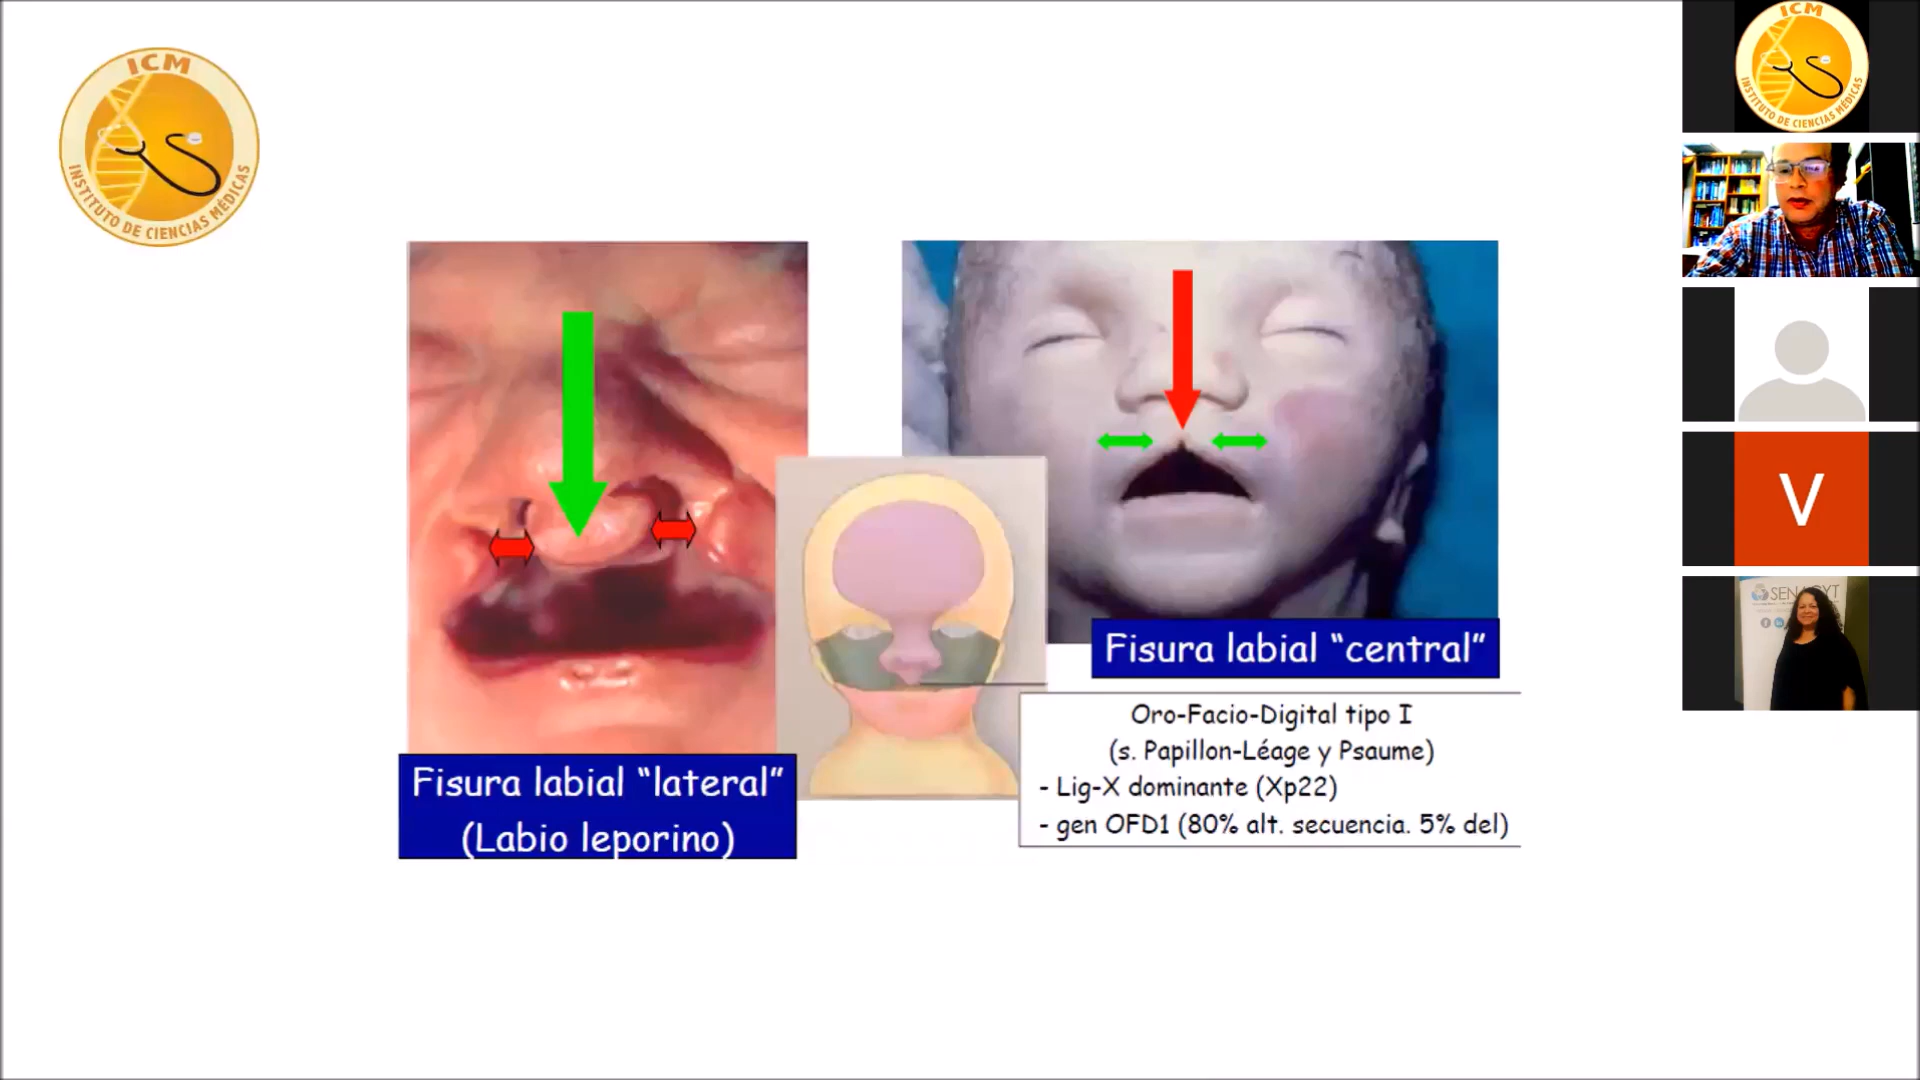 ICM
INSTITUTO DE CIENCIAS MÉDICAS
Fisura labial “lateral”
(Labio leporino)
Fisura labial “central”
Oro-Facio-Digital tipo I
(s. Papillon-Léage y Psaume)
- Lig-X dominante (Xp22)
- gen OFD1 (80% alt. secuencia. 5% del)
ICM
INSTITUTO DE CIENCIAS MÉDICAS
V